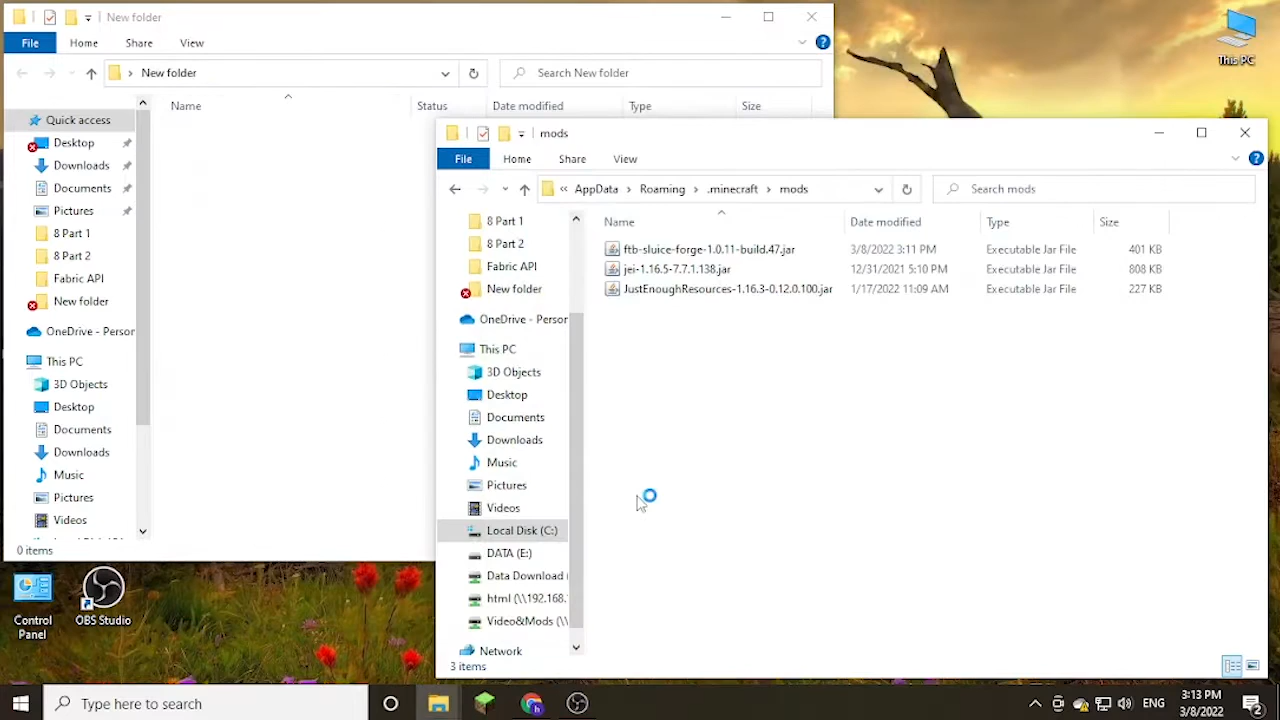 New folder
File Home Share View
New folder
Search New folder
Name Status Date modified Type Size
Quick access
Desktop
Downloads
Documents
Pictures
8 Part 1
8 Part 2
Fabric API
New folder
OneDrive - Person
This PC
3D Objects
Desktop
Documents
Downloads
Music
Pictures
Videos
0 items
mods
File Home Share View
« AppData › Roaming › .minecraft › mods
Search mods
Name Date modified Type Size
8 Part 1
8 Part 2
Fabric API
New folder
OneDrive - Person
This PC
3D Objects
Desktop
Documents
Downloads
Music
Pictures
Videos
Local Disk (C:)
DATA (E:)
Data Download (
html (\\192.168.
Video&Mods (\\
Network
ftb-sluice-forge-1.0.11-build.47.jar 3/8/2022 3:11 PM Executable Jar File 401 KB
jei-1.16.5-7.7.1.138.jar 12/31/2021 5:10 PM Executable Jar File 808 KB
JustEnoughResources-1.16.3-0.12.0.100.jar 1/17/2022 11:09 AM Executable Jar File 227 KB
3 items
This PC
Control
Panel
OBS Studio
Type here to search
ENG
3:13 PM
3/8/2022
2